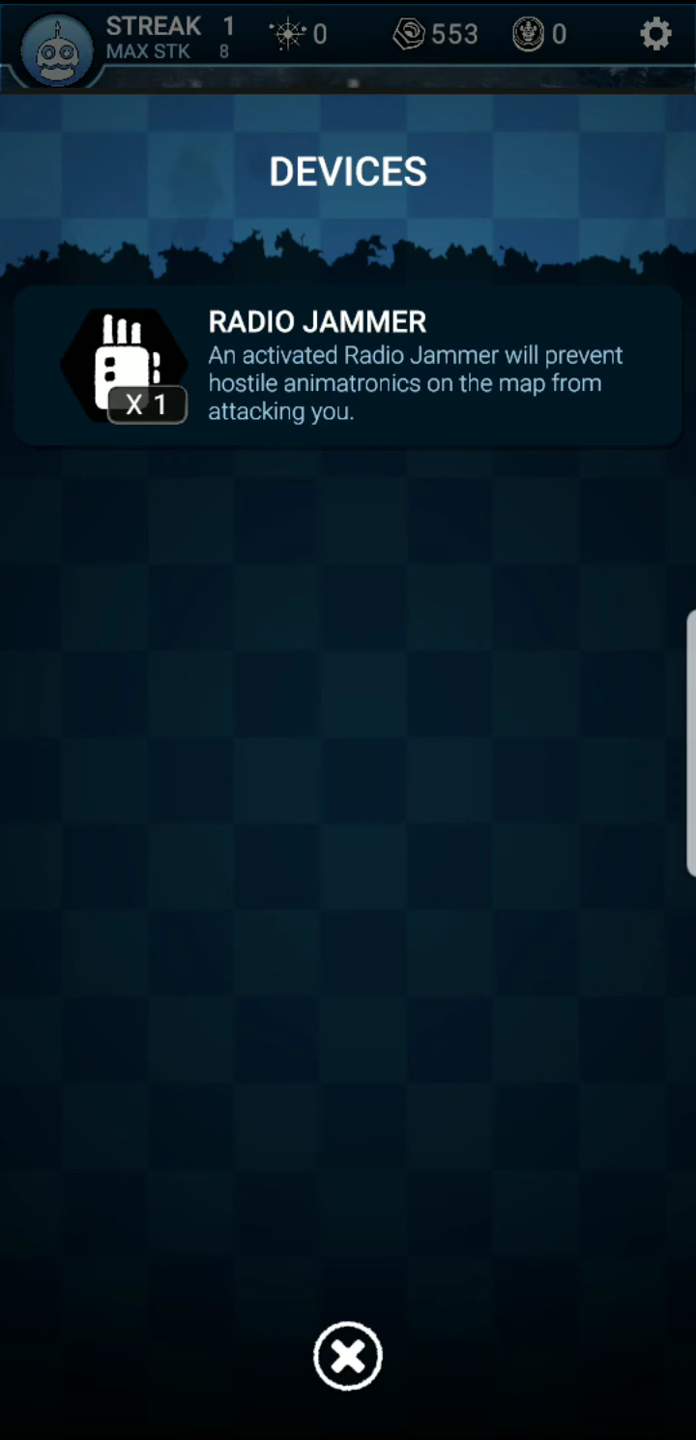 STREAK 1
MAX STK 8
0
553
0
DEVICES
RADIO JAMMER
An activated Radio Jammer will prevent
hostile animatronics on the map from
attacking you.
X 1